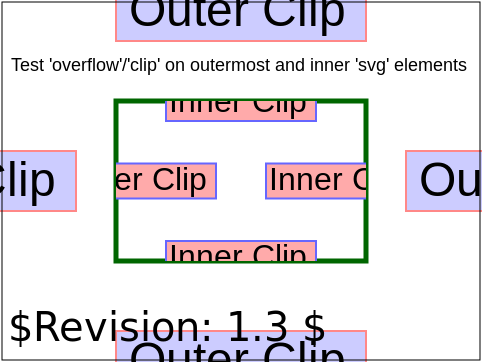 Outer Clip
Test 'overflow'/'clip' on outermost and inner 'svg' elements
Inner Clip
Clip
er Clip
Inner C
Ou
Inner Clip
$Revision: 1.3 $
Outer Clip